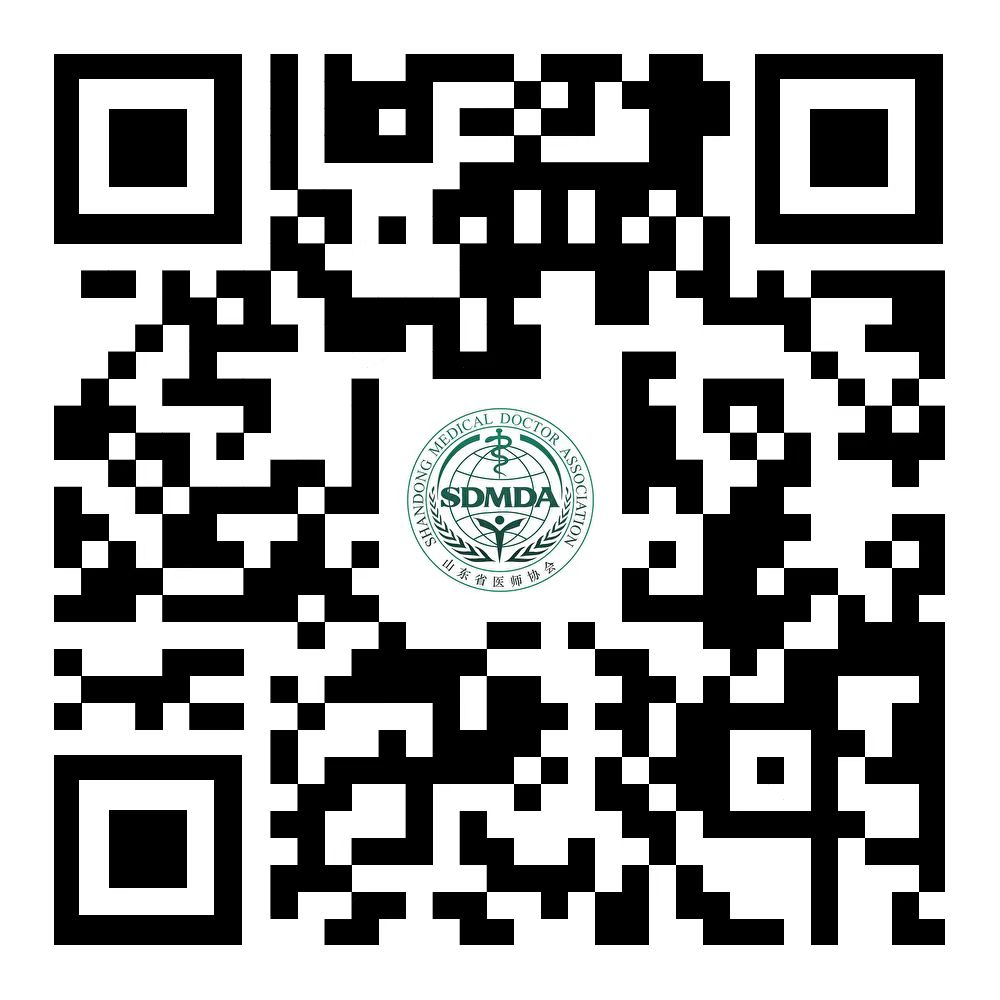 SHANDONG MEDICAL DOCTOR ASSOCIATION
SDMDA
山东省医师协会